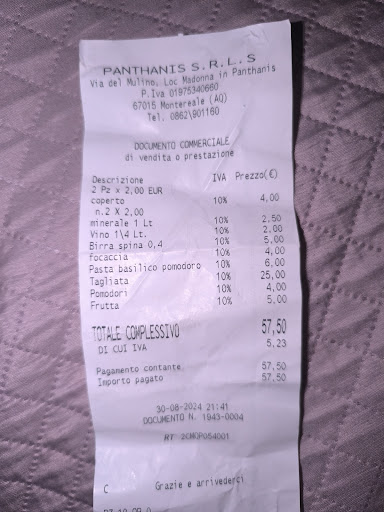 PANTHANIS S.R.L.S
Via del Mulino, Loc Madonna in Panthanis
P.Iva 01975340660
67015 Montereale (AQ)
Tel. 0862\901160
DOCUMENTO COMMERCIALE
di vendita o prestazione
Descrizione IVA Prezzo(€)
2 Pz x 2,00 EUR
coperto 10% 4,00
n.2 X 2,00
minerale 1 Lt 10% 2,50
Vino 1\4 Lt. 10% 2,00
Birra spina 0,4 10% 5,00
focaccia 10% 4,00
Pasta basilico pomodoro 10% 6,00
Tagliata 10% 25,00
Pomodori 10% 4,00
Frutta 10% 5,00
TOTALE COMPLESSIVO 57,50
DI CUI IVA 5,23
Pagamento contante 57,50
Importo pagato 57,50
30-08-2024 21:41
DOCUMENTO N. 1943-0004
RT 2CMOP054001
C Grazie e arrivederci